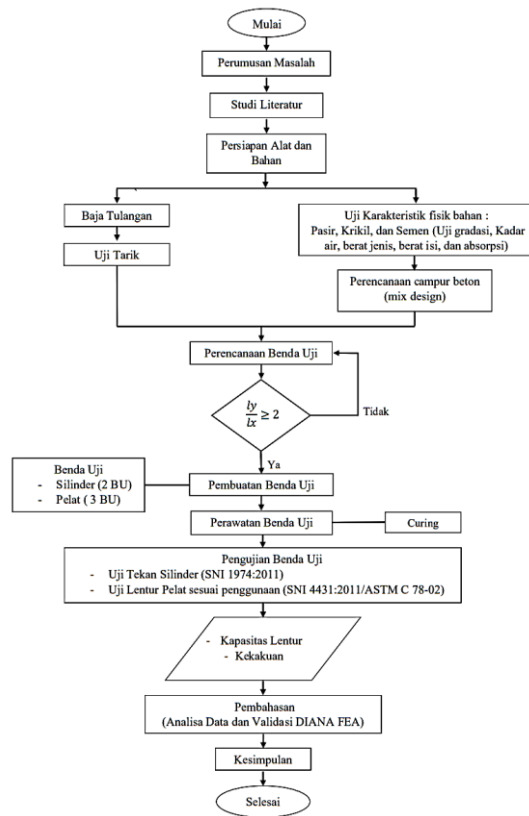 Mulai
Perumusan Masalah
Studi Literatur
Persiapan Alat dan
Bahan
Baja Tulangan
Uji Tarik
Uji Karakteristik fisik bahan :
Pasir, Krikil, dan Semen (Uji gradasi, Kadar
air, berat jenis, berat isi, dan absorpsi)
Perencanaan campur beton
(mix design)
Perencanaan Benda Uji
ly/lx ≥ 2
Tidak
Ya
Benda Uji
- Silinder (2 BU)
- Pelat ( 3 BU)
Pembuatan Benda Uji
Perawatan Benda Uji
Curing
Pengujian Benda Uji
- Uji Tekan Silinder (SNI 1974:2011)
- Uji Lentur Pelat sesuai penggunaan (SNI 4431:2011/ASTM C 78-02)
- Kapasitas Lentur
- Kekakuan
Pembahasan
(Analisa Data dan Validasi DIANA FEA)
Kesimpulan
Selesai